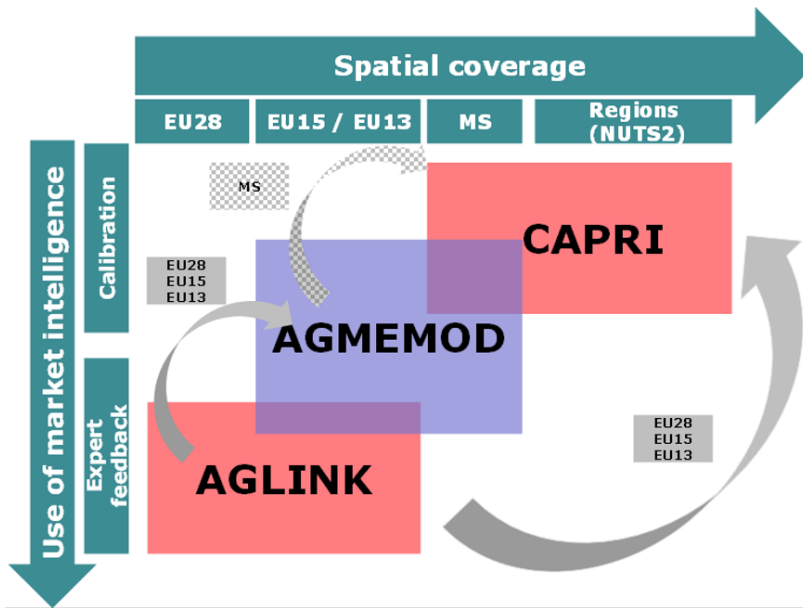 Spatial coverage
EU28
EU15 / EU13
MS
Regions
(NUTS2)
Use of market intelligence
Calibration
Expert
feedback
MS
EU28
EU15
EU13
CAPRI
AGMEMOD
AGLINK
EU28
EU15
EU13